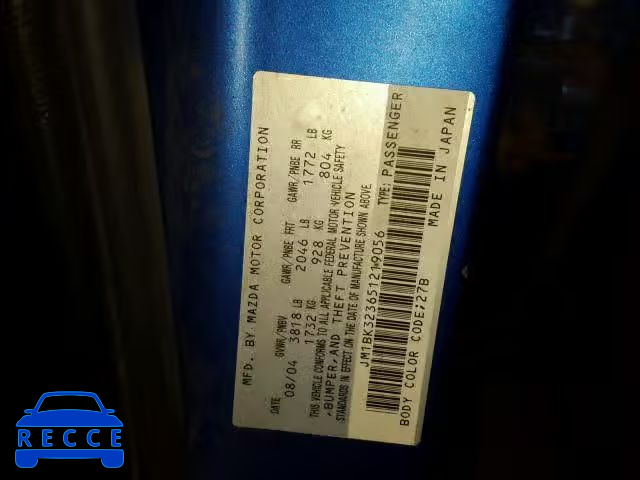 MFD. BY MAZDA MOTOR CORPORATION
DATE GVWR/PNBV GAWR/PNBE FRT GAWR/PNBE RR
08/04 3818 LB 2046 LB 1772 LB
1732 KG 928 KG 804 KG
THIS VEHICLE CONFORMS TO ALL APPLICABLE FEDERAL MOTOR VEHICLE SAFETY
,BUMPER,AND THEFT PREVENTION
STANDARDS IN EFFECT ON THE DATE OF MANUFACTURE SHOWN ABOVE.
JM1BK323651219056 TYPE: PASSENGER
BODY COLOR CODE:27B MADE IN JAPAN
RECCE